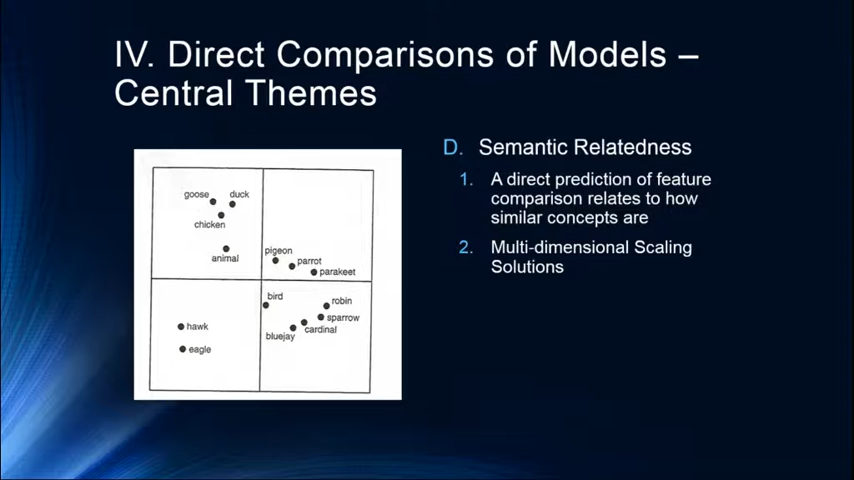 IV. Direct Comparisons of Models –
Central Themes
goose
duck
chicken
animal
pigeon
parrot
parakeet
bird
robin
sparrow
cardinal
bluejay
hawk
eagle
D. Semantic Relatedness
1. A direct prediction of feature
comparison relates to how
similar concepts are
2. Multi-dimensional Scaling
Solutions